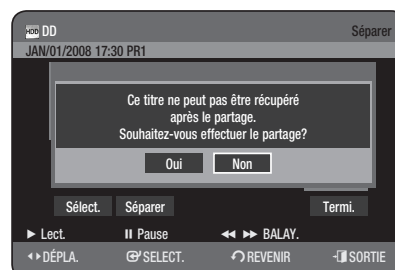 HDD DD Séparer
JAN/01/2008 17:30 PR1
Ce titre ne peut pas être récupéré
après le partage.
Souhaitez-vous effectuer le partage?
Oui Non
Sélect. Séparer Termi.
► Lect. II Pause ◄◄ ►► BALAY.
◄► DÉPLA. SELECT. REVENIR SORTIE